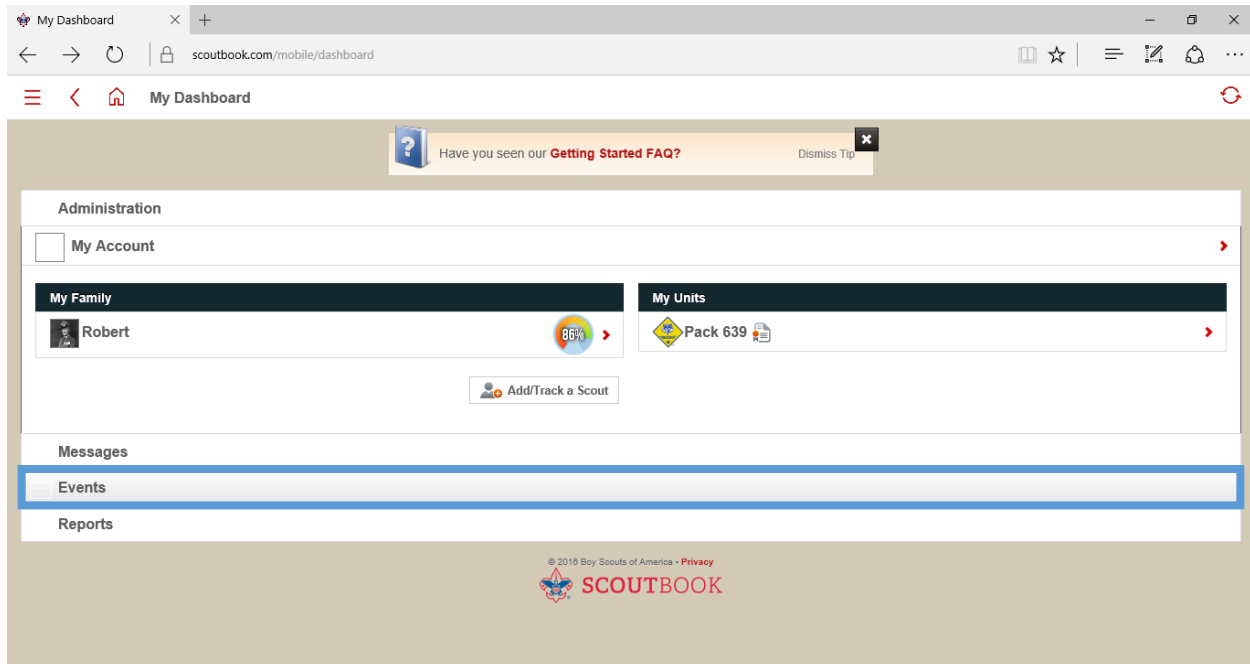 My Dashboard
scoutbook.com/mobile/dashboard
My Dashboard
Have you seen our Getting Started FAQ? Dismiss Tip
Administration
My Account
My Family My Units
Robert 86% Pack 639
Add/Track a Scout
Messages
Events
Reports
© 2016 Boy Scouts of America - Privacy
SCOUTBOOK